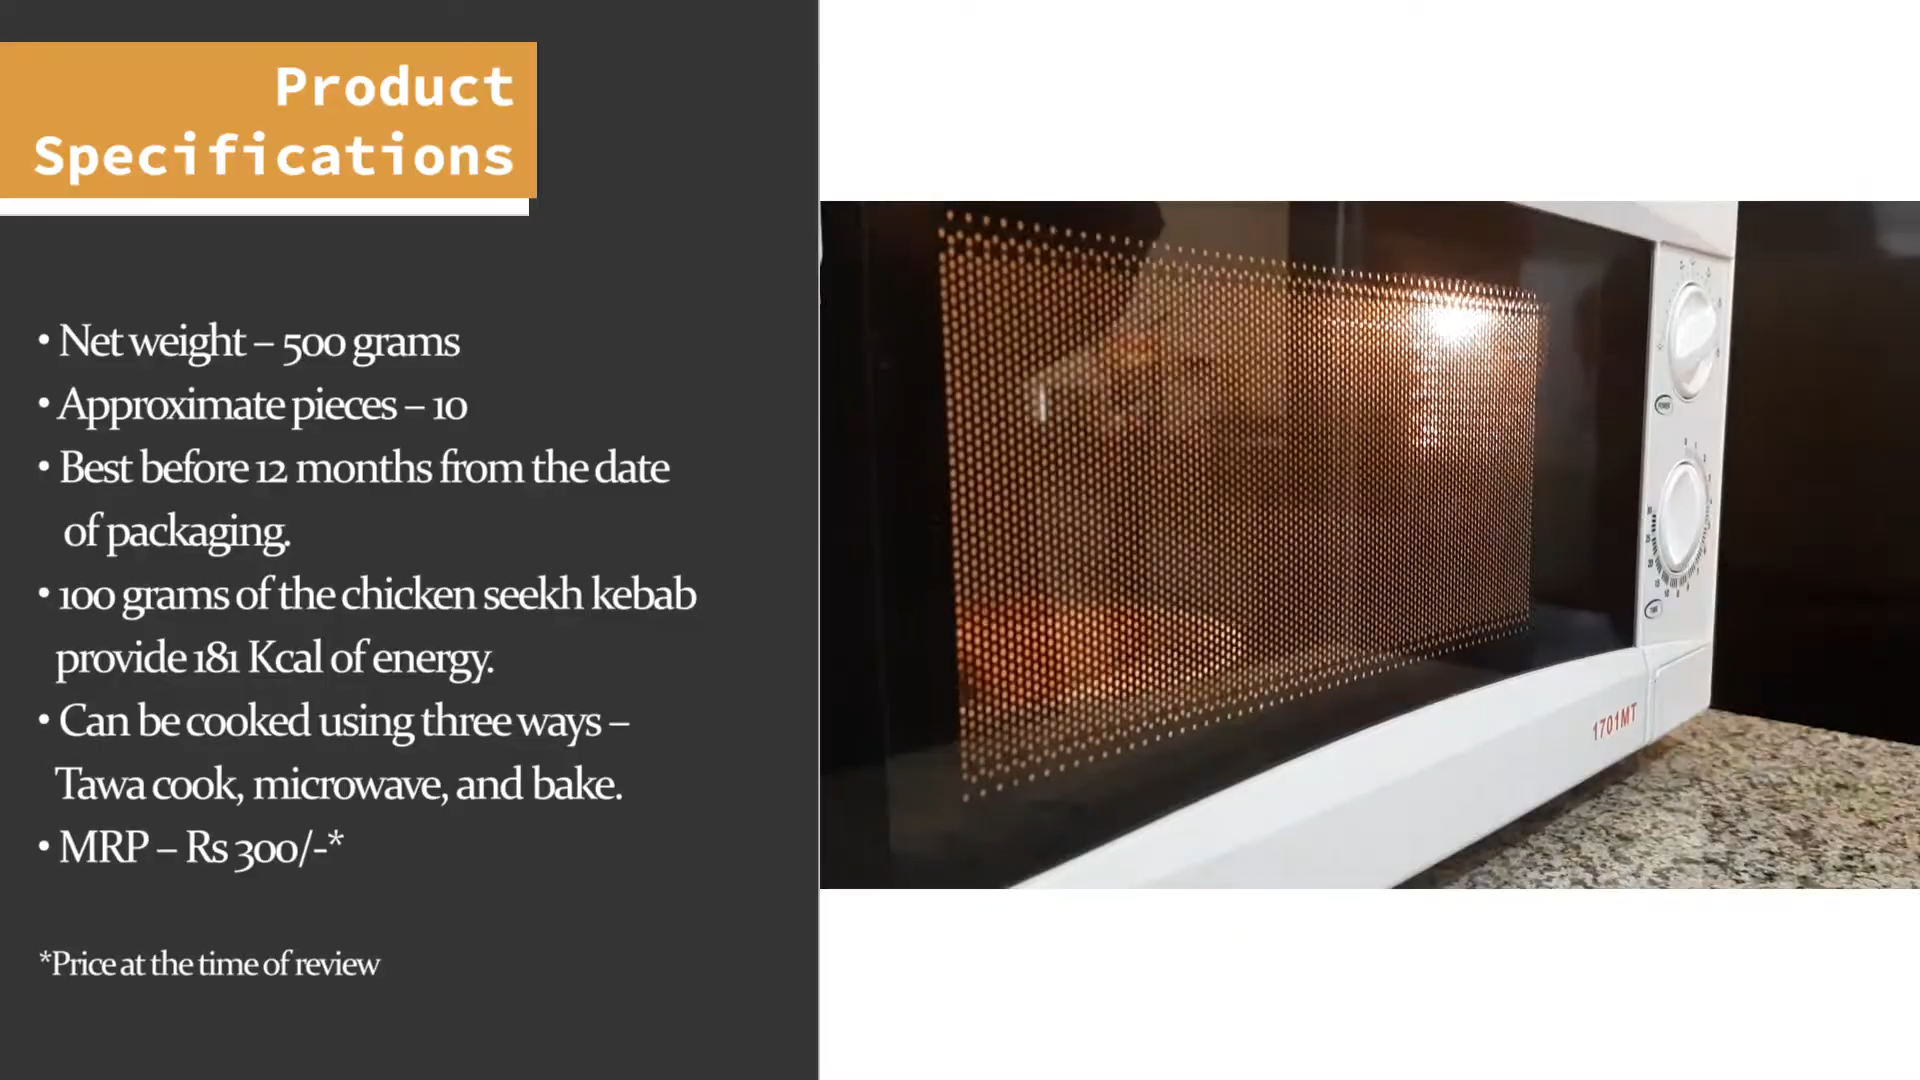 Product
Specifications
• Net weight – 500 grams
• Approximate pieces – 10
• Best before 12 months from the date
of packaging.
• 100 grams of the chicken seekh kebab
provide 181 Kcal of energy.
• Can be cooked using three ways –
Tawa cook, microwave, and bake.
• MRP – Rs 300/-*
*Price at the time of review
1701MT